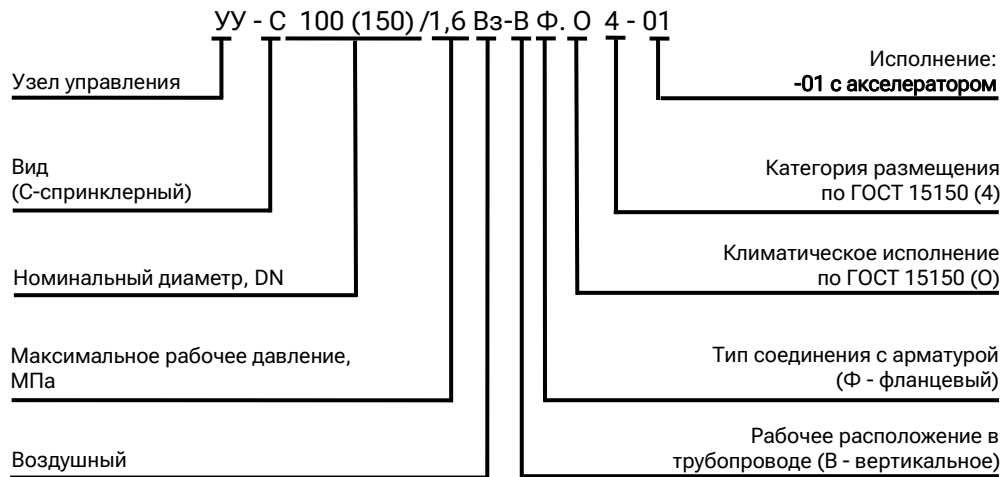 УУ - С 100 (150) /1,6 Вз-В Ф. О 4 - 01
Узел управления
Вид
(С-спринклерный)
Номинальный диаметр, DN
Максимальное рабочее давление,
МПа
Воздушный
Исполнение:
-01 с акселератором
Категория размещения
по ГОСТ 15150 (4)
Климатическое исполнение
по ГОСТ 15150 (О)
Тип соединения с арматурой
(Ф - фланцевый)
Рабочее расположение в
трубопроводе (В - вертикальное)